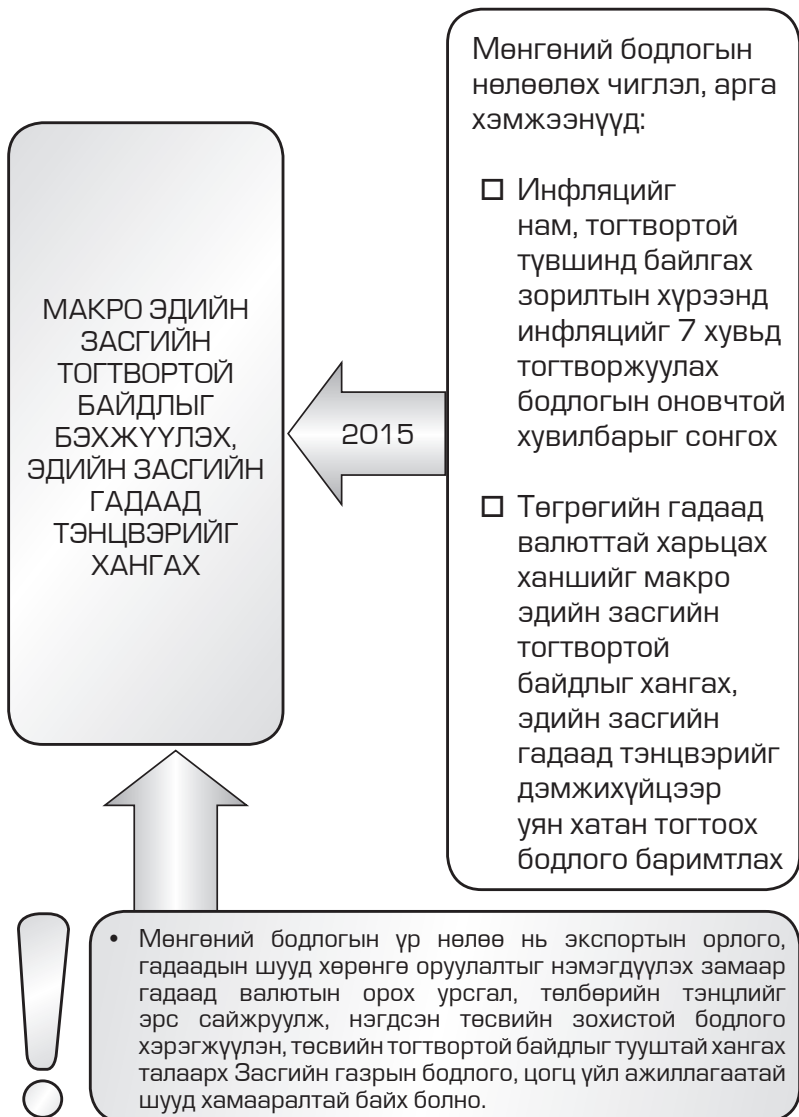 Мөнгөний бодлогын
нөлөөлөх чиглэл, арга
хэмжээнүүд:
☐ Инфляцийг
нам, тогтвортой
түвшинд байлгах
зорилтын хүрээнд
инфляцийг 7 хувьд
тогтворжуулах
бодлогын оновчтой
хувилбарыг сонгох
☐ Төгрөгийн гадаад
валюттай харьцах
ханшийг макро
эдийн засгийн
тогтвортой
байдлыг хангах,
эдийн засгийн
гадаад тэнцвэрийг
дэмжихүйцээр
уян хатан тогтоох
бодлого баримтлах
2015
МАКРО ЭДИЙН
ЗАСГИЙН
ТОГТВОРТОЙ
БАЙДЛЫГ
БЭХЖҮҮЛЭХ,
ЭДИЙН ЗАСГИЙН
ГАДААД
ТЭНЦВЭРИЙГ
ХАНГАХ
!
• Мөнгөний бодлогын үр нөлөө нь экспортын орлого,
гадаадын шууд хөрөнгө оруулалтыг нэмэгдүүлэх замаар
гадаад валютын орох урсгал, төлбөрийн тэнцлийг
эрс сайжруулж, нэгдсэн төсвийн зохистой бодлого
хэрэгжүүлэн, төсвийн тогтвортой байдлыг тууштай хангах
талаарх Засгийн газрын бодлого, цогц үйл ажиллагаатай
шууд хамааралтай байх болно.